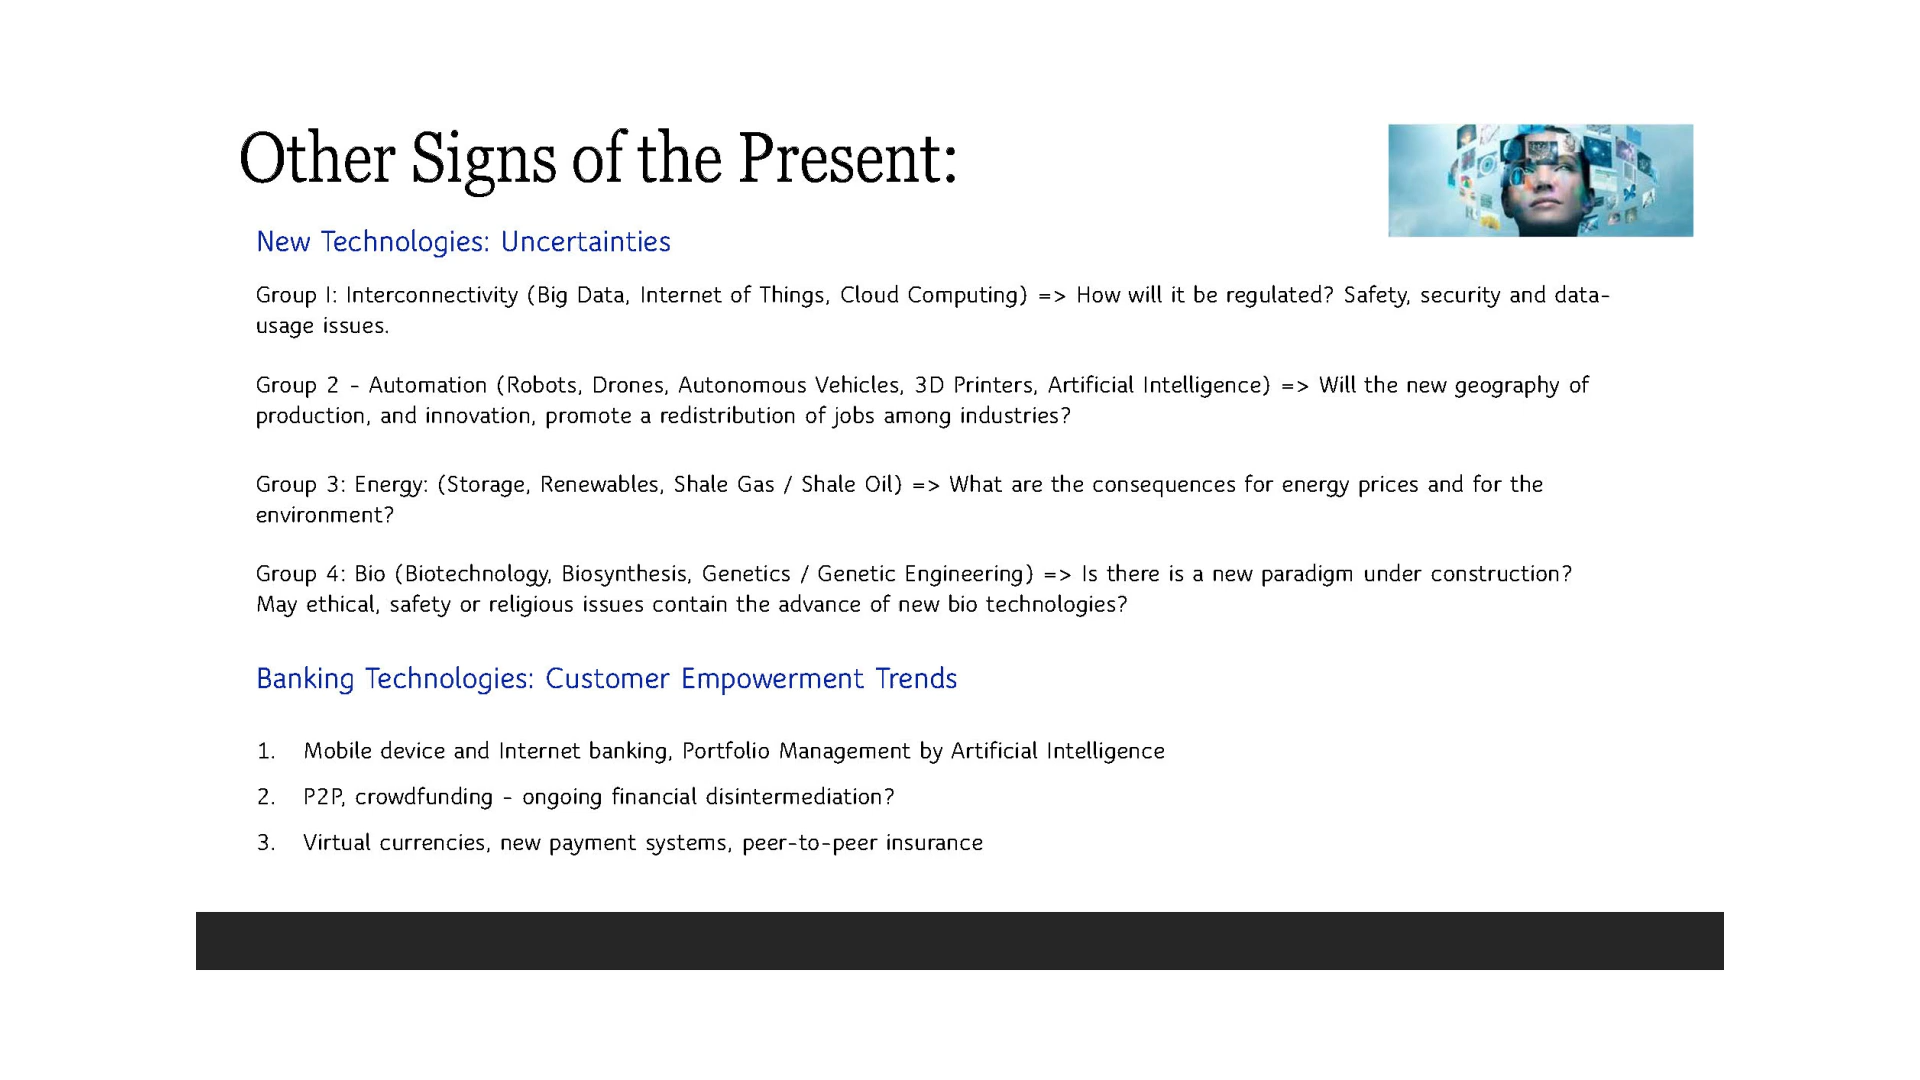 Other Signs of the Present:
New Technologies: Uncertainties
Group I: Interconnectivity (Big Data, Internet of Things, Cloud Computing) => How will it be regulated? Safety, security and data-
usage issues.
Group 2 - Automation (Robots, Drones, Autonomous Vehicles, 3D Printers, Artificial Intelligence) => Will the new geography of
production, and innovation, promote a redistribution of jobs among industries?
Group 3: Energy: (Storage, Renewables, Shale Gas / Shale Oil) => What are the consequences for energy prices and for the
environment?
Group 4: Bio (Biotechnology, Biosynthesis, Genetics / Genetic Engineering) => Is there is a new paradigm under construction?
May ethical, safety or religious issues contain the advance of new bio technologies?
Banking Technologies: Customer Empowerment Trends
1. Mobile device and Internet banking, Portfolio Management by Artificial Intelligence
2. P2P, crowdfunding - ongoing financial disintermediation?
3. Virtual currencies, new payment systems, peer-to-peer insurance